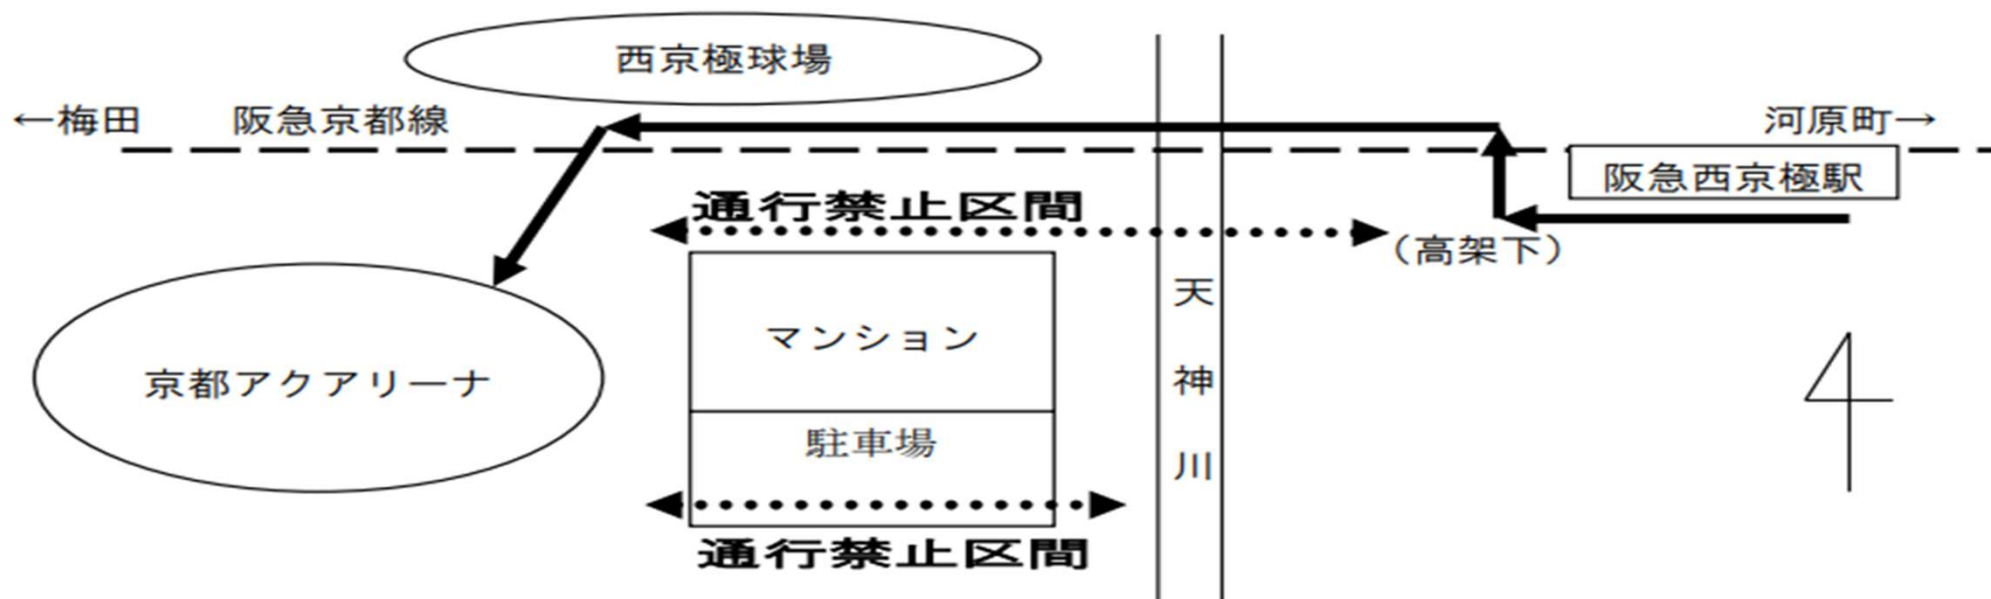 西京極球場
←梅田
阪急京都線
河原町→
阪急西京極駅
通行禁止区間
(高架下)
天神川
マンション
京都アクアリーナ
駐車場
通行禁止区間